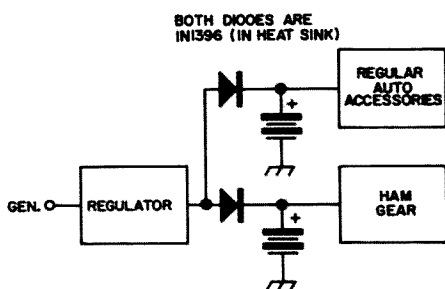 BOTH DIODES ARE
IN1396 (IN HEAT SINK)
REGULAR
AUTO
ACCESSORIES
+
GEN.
REGULATOR
HAM
GEAR
+